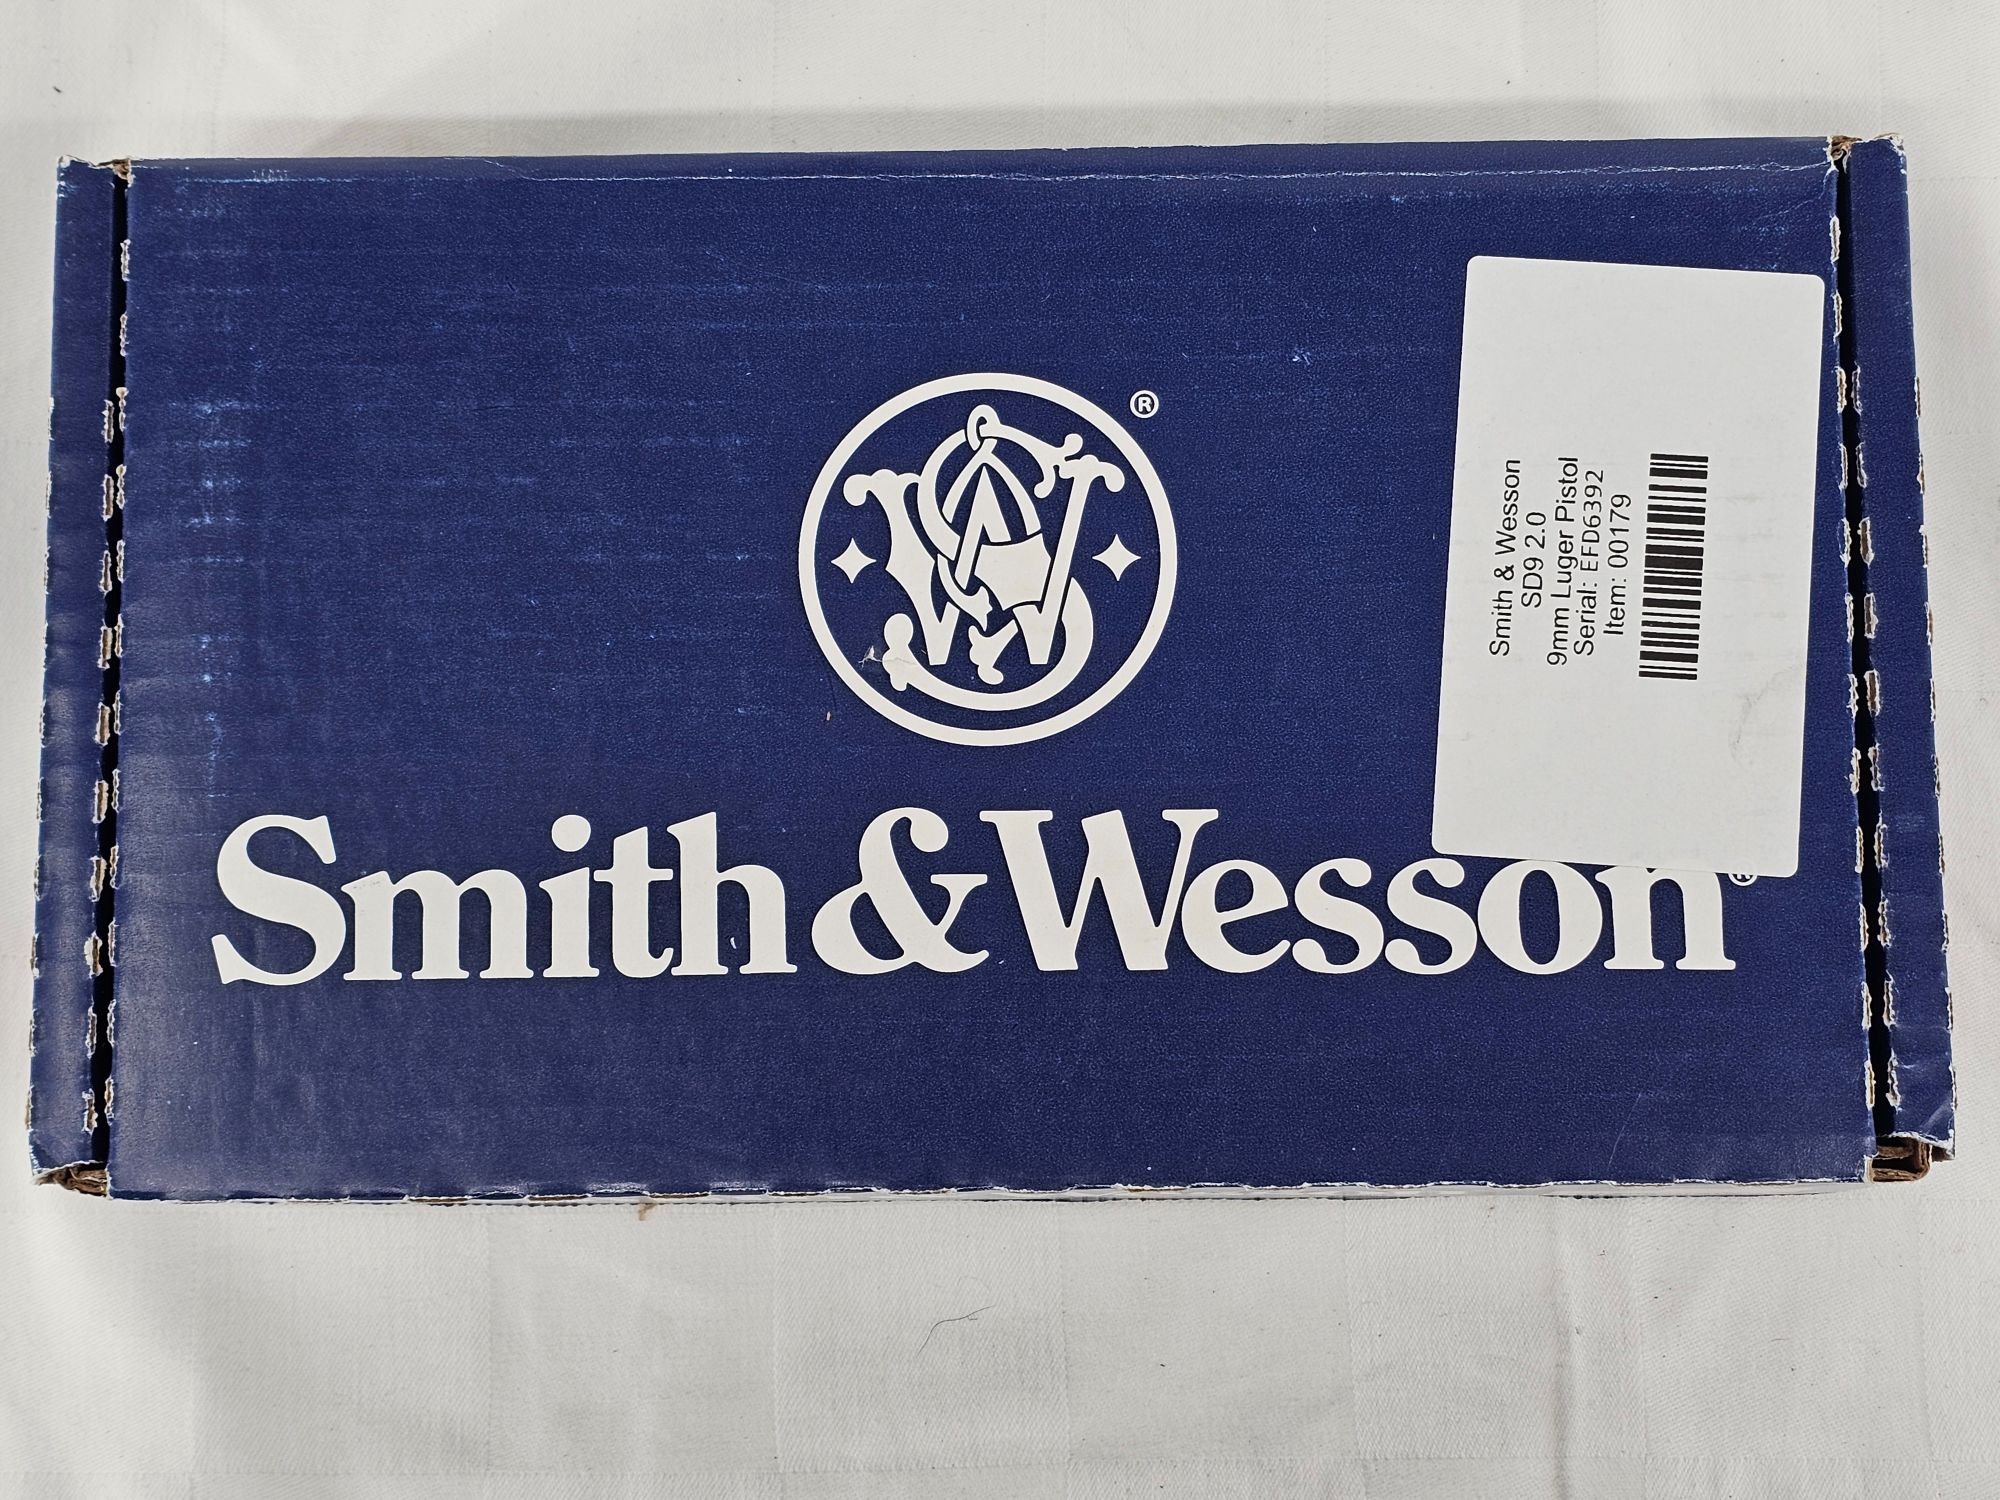 ®
Smith & Wesson®
Smith & Wesson
SD9 2.0
9mm Luger Pistol
Serial: EFD6392
Item: 00179